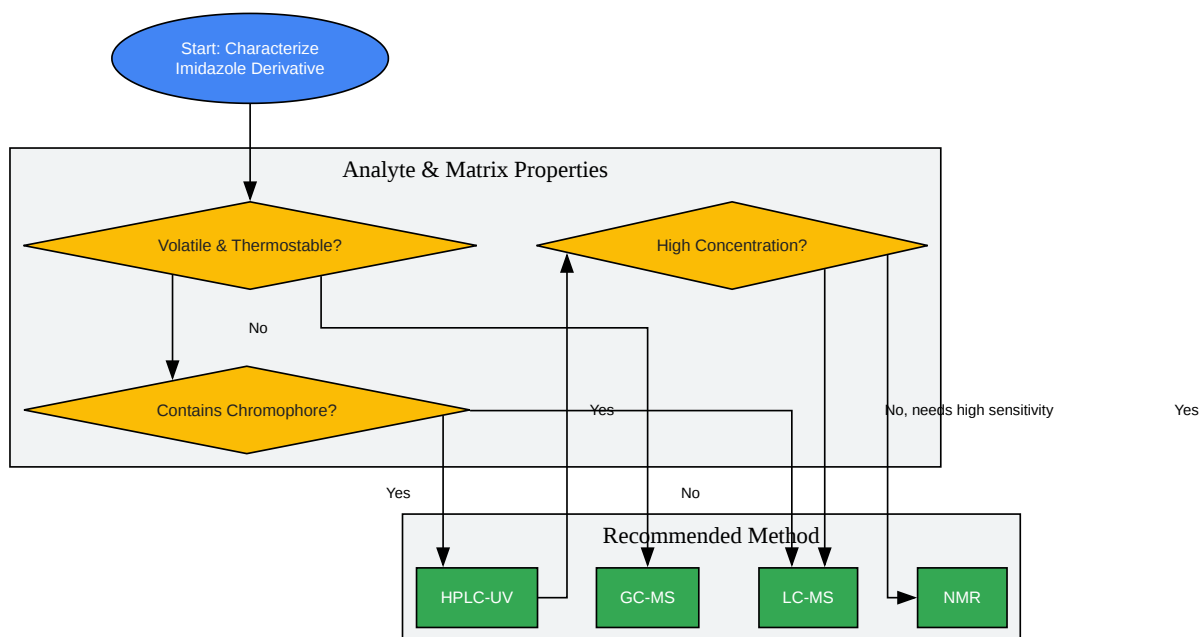 Start: Characterize
Imidazole Derivative
Analyte & Matrix Properties
Volatile & Thermostable?
High Concentration?
No
Contains Chromophore?
Yes
No, needs high sensitivity
Yes
Yes
No
Recommended Method
HPLC-UV
GC-MS
LC-MS
NMR